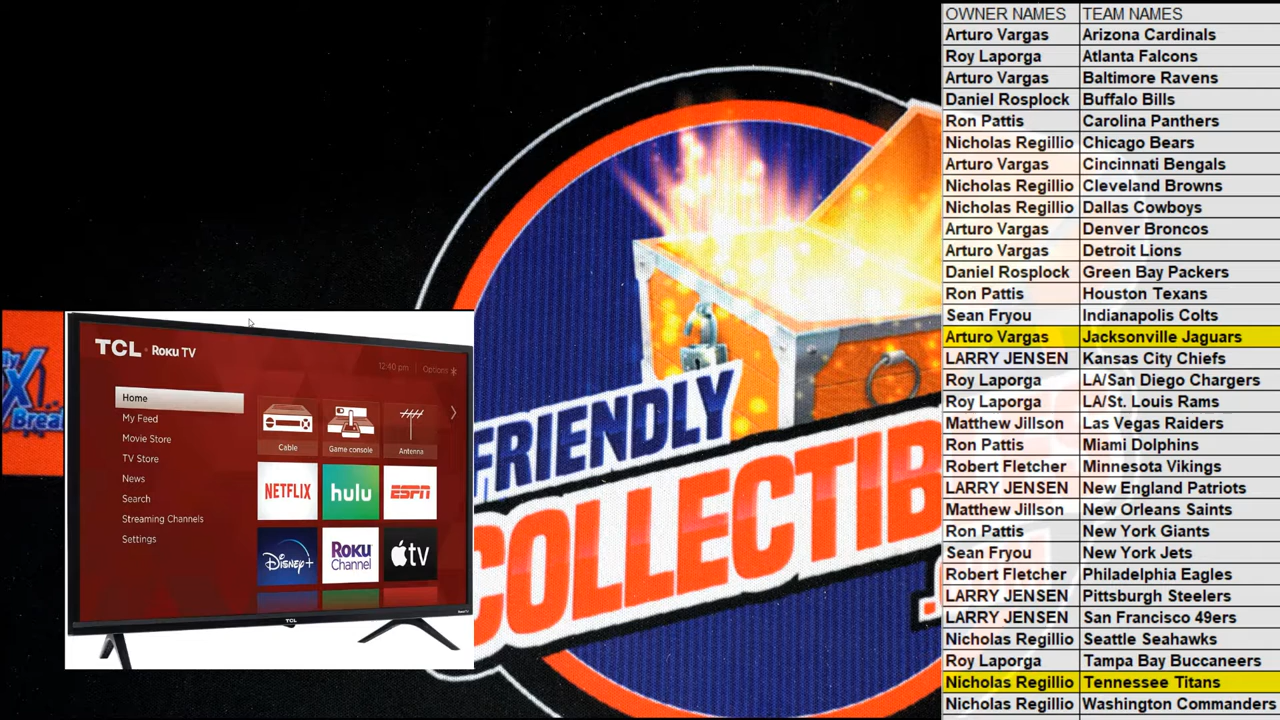 OWNER NAMES TEAM NAMES
Arturo Vargas Arizona Cardinals
Roy Laporga Atlanta Falcons
Arturo Vargas Baltimore Ravens
Daniel Rosplock Buffalo Bills
Ron Pattis Carolina Panthers
Nicholas Regillio Chicago Bears
Arturo Vargas Cincinnati Bengals
Nicholas Regillio Cleveland Browns
Nicholas Regillio Dallas Cowboys
Arturo Vargas Denver Broncos
Arturo Vargas Detroit Lions
Daniel Rosplock Green Bay Packers
Ron Pattis Houston Texans
Sean Fryou Indianapolis Colts
Arturo Vargas Jacksonville Jaguars
LARRY JENSEN Kansas City Chiefs
Roy Laporga LA/San Diego Chargers
Roy Laporga LA/St. Louis Rams
Matthew Jillson Las Vegas Raiders
Ron Pattis Miami Dolphins
Robert Fletcher Minnesota Vikings
LARRY JENSEN New England Patriots
Matthew Jillson New Orleans Saints
Ron Pattis New York Giants
Sean Fryou New York Jets
Robert Fletcher Philadelphia Eagles
LARRY JENSEN Pittsburgh Steelers
LARRY JENSEN San Francisco 49ers
Nicholas Regillio Seattle Seahawks
Roy Laporga Tampa Bay Buccaneers
Nicholas Regillio Tennessee Titans
Nicholas Regillio Washington Commanders
TCL Roku TV
12:40 pm Options
Home
My Feed
Movie Store
TV Store
News
Search
Streaming Channels
Settings
Cable Game console Antenna
NETFLIX hulu ESPN
Disney+ Roku Channel tv
TCL
FRIENDLY
COLLECTIB